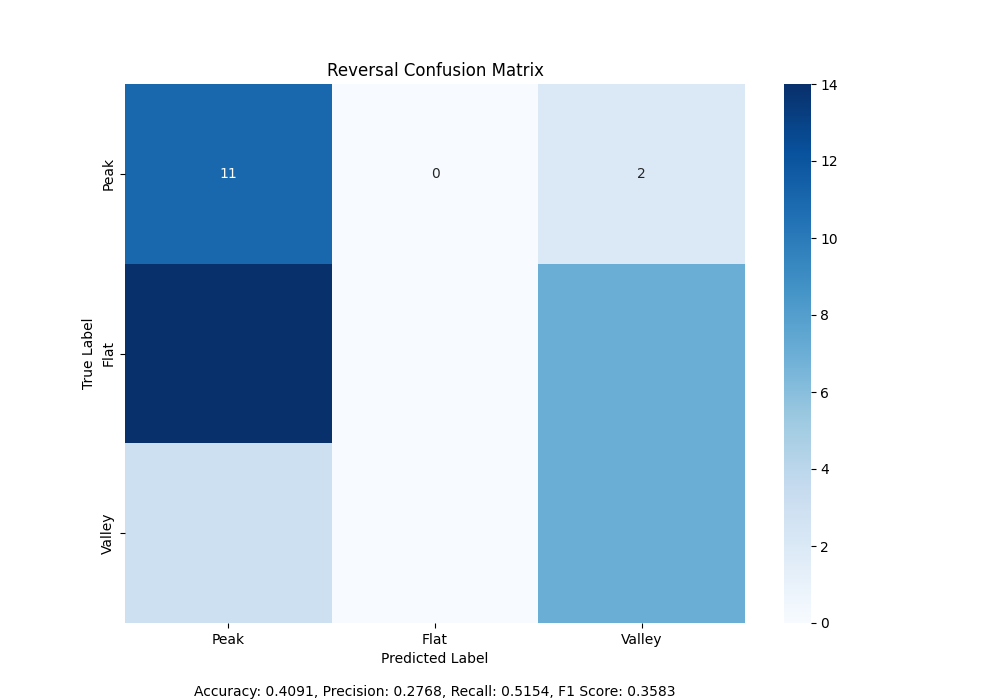 Reversal Confusion Matrix
14
12
10
8
6
4
2
0
True Label
Peak
Flat
Valley
11 0 2
Peak Flat Valley
Predicted Label
Accuracy: 0.4091, Precision: 0.2768, Recall: 0.5154, F1 Score: 0.3583